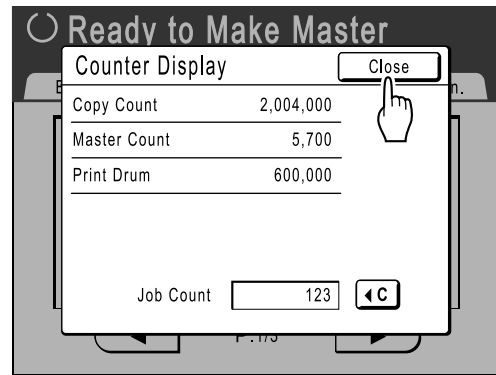 Ready to Make Master
Counter Display
Close
Copy Count 2,004,000
Master Count 5,700
Print Drum 600,000
Job Count 123 C